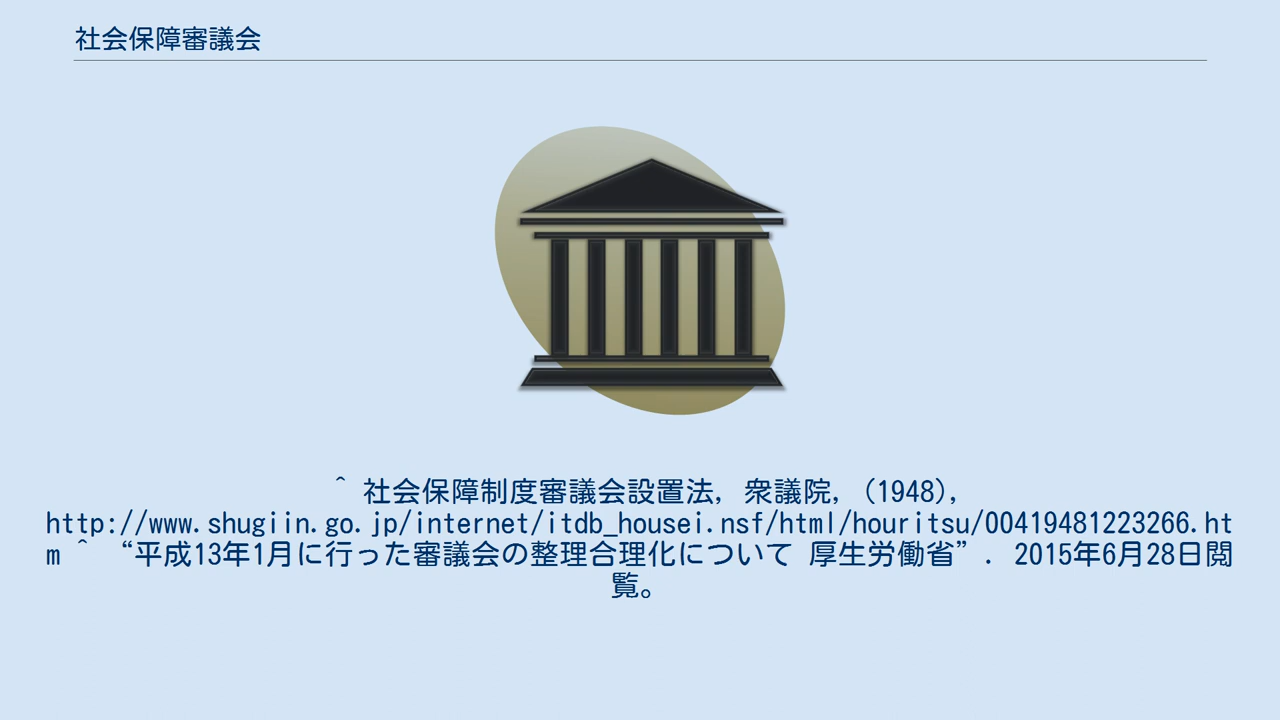 社会保障審議会
^ 社会保障制度審議会設置法, 衆議院, (1948),
http://www.shugiin.go.jp/internet/itdb_housei.nsf/html/houritsu/00419481223266.ht
m ^ “平成13年1月に行った審議会の整理合理化について 厚生労働省”. 2015年6月28日閲
覧。